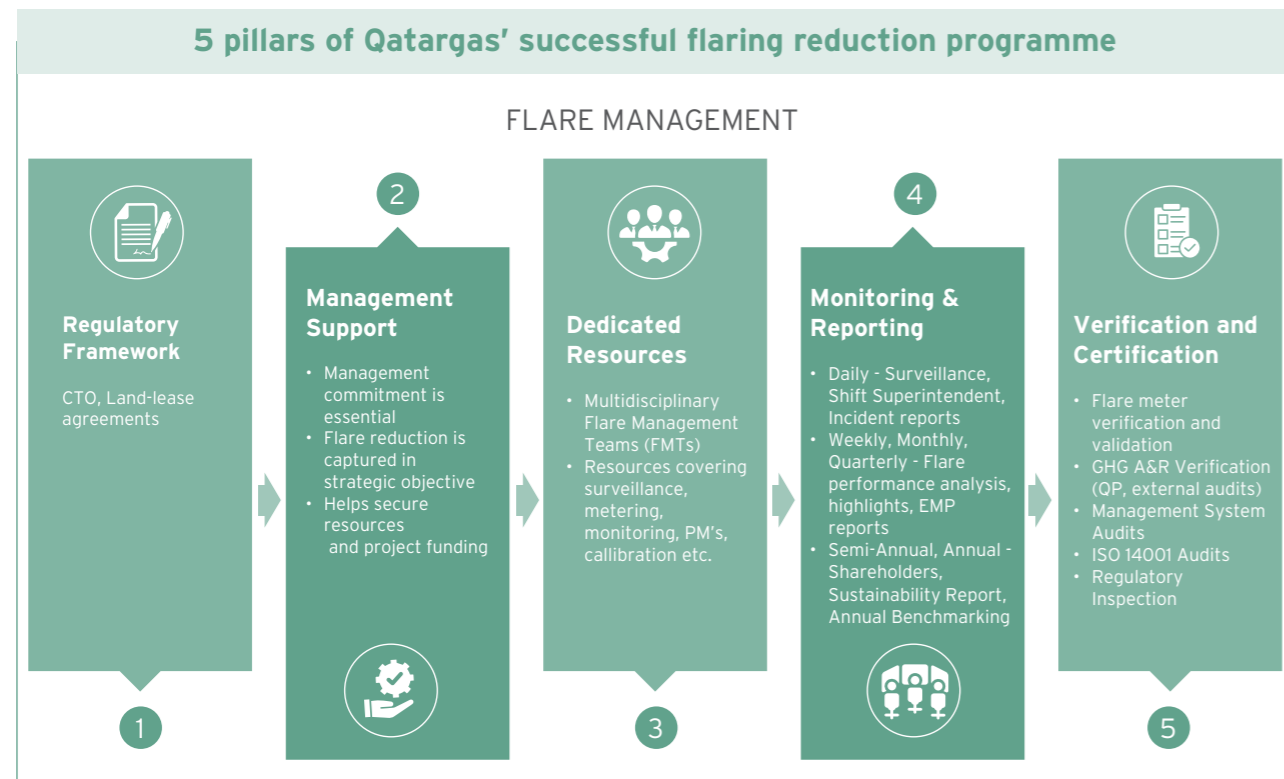 5 pillars of Qatargas' successful flaring reduction programme
FLARE MANAGEMENT
Regulatory
Framework
CTO, Land-lease
agreements
1
2
Management
Support
• Management
commitment is
essential
• Flare reduction is
captured in
strategic objective
• Helps secure
resources
and project funding
Dedicated
Resources
• Multidisciplinary
Flare Management
Teams (FMTs)
• Resources covering
surveillance,
metering,
monitoring, PM's,
callibration etc.
3
4
Monitoring &
Reporting
• Daily - Surveillance,
Shift Superintendent,
Incident reports
• Weekly, Monthly,
Quarterly - Flare
performance analysis,
highlights, EMP
reports
• Semi-Annual, Annual -
Shareholders,
Sustainability Report,
Annual Benchmarking
Verification and
Certification
• Flare meter
verification and
validation
• GHG A&R Verification
(QP, external audits)
• Management System
Audits
• ISO 14001 Audits
• Regulatory
Inspection
5